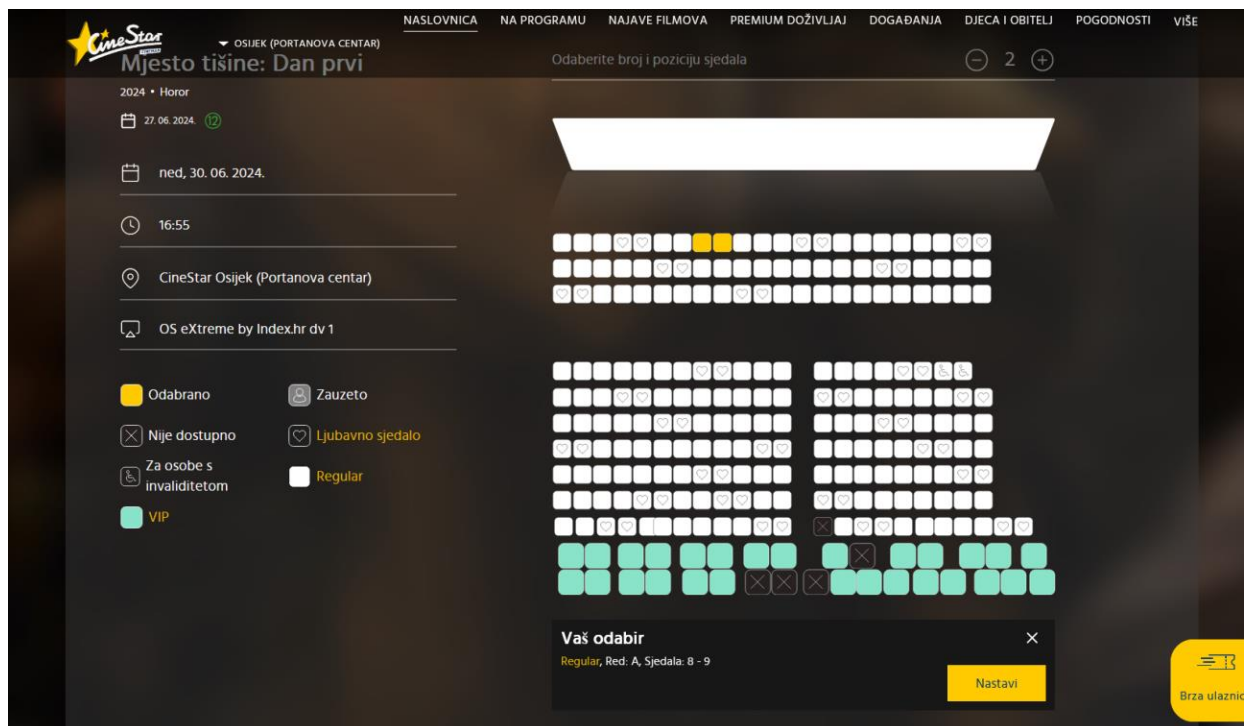 CineStar
CINEMAS
NASLOVNICA NA PROGRAMU NAJAVE FILMOVA PREMIUM DOŽIVLJAJ DOGAĐANJA DJECA I OBITELJ POGODNOSTI VIŠE
OSIJEK (PORTANOVA CENTAR)
Mjesto tišine: Dan prvi
2024 • Horor
27. 06. 2024. 12
ned, 30. 06. 2024.
16:55
CineStar Osijek (Portanova centar)
OS eXtreme by Index.hr dv 1
Odabrano
Zauzeto
Nije dostupno
Ljubavno sjedalo
Za osobe s
invaliditetom
Regular
VIP
Odaberite broj i poziciju sjedala
2
Vaš odabir
Regular, Red: A, Sjedala: 8 - 9
Nastavi
Brza ulaznic